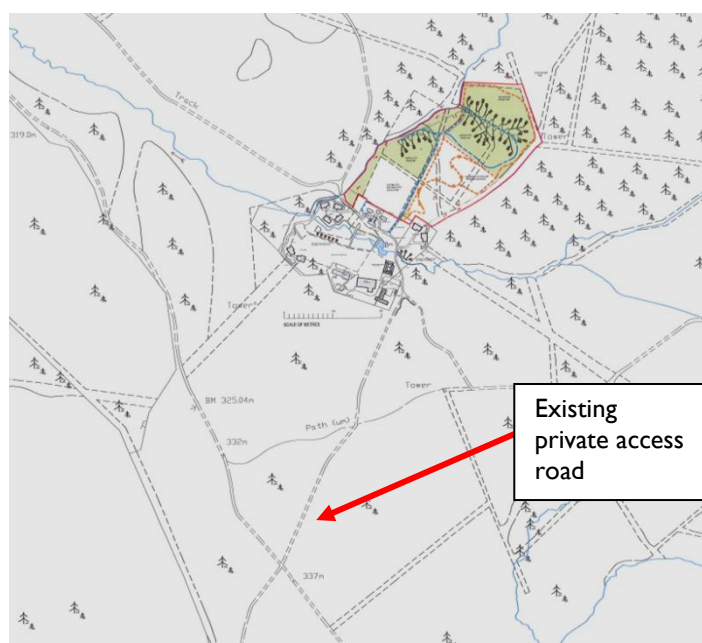 Track
319.0m
Tower
Tower
SCALE OF METRES
Tower
BM 325.04m
Path (um)
332m
337m
Existing
private access
road